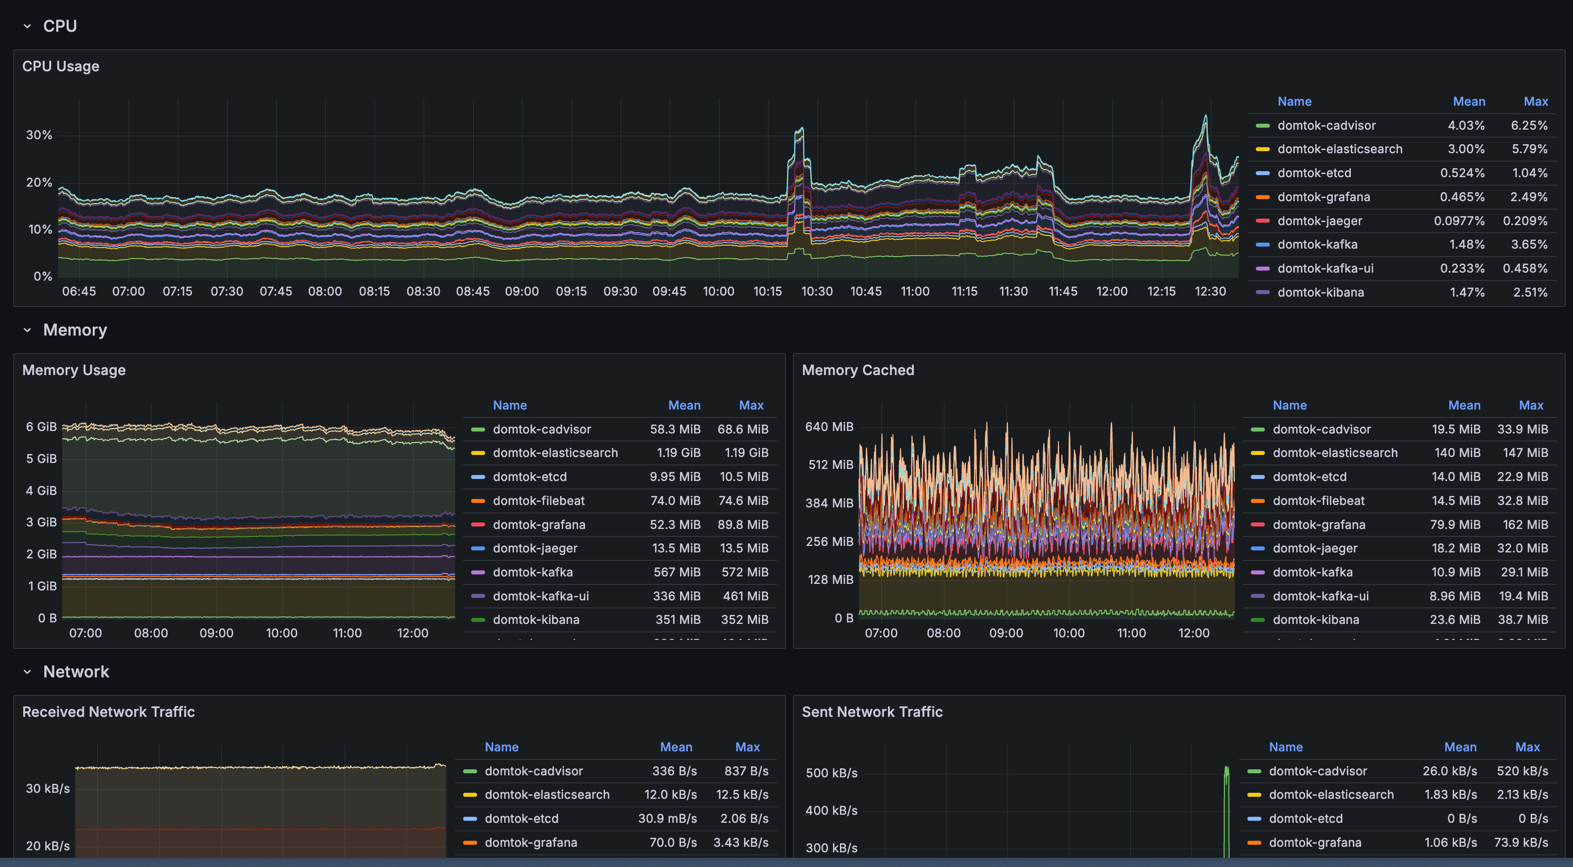 CPU
CPU Usage
Name Mean Max
30%
20%
10%
0%
06:45 07:00 07:15 07:30 07:45 08:00 08:15 08:30 08:45 09:00 09:15 09:30 09:45 10:00 10:15 10:30 10:45 11:00 11:15 11:30 11:45 12:00 12:15 12:30
domtok-cadvisor 4.03% 6.25%
domtok-elasticsearch 3.00% 5.79%
domtok-etcd 0.524% 1.04%
domtok-grafana 0.465% 2.49%
domtok-jaeger 0.0977% 0.209%
domtok-kafka 1.48% 3.65%
domtok-kafka-ui 0.233% 0.458%
domtok-kibana 1.47% 2.51%
Memory
Memory Usage
6 GiB
5 GiB
4 GiB
3 GiB
2 GiB
1 GiB
0 B
07:00 08:00 09:00 10:00 11:00 12:00
Name Mean Max
domtok-cadvisor 58.3 MiB 68.6 MiB
domtok-elasticsearch 1.19 GiB 1.19 GiB
domtok-etcd 9.95 MiB 10.5 MiB
domtok-filebeat 74.0 MiB 74.6 MiB
domtok-grafana 52.3 MiB 89.8 MiB
domtok-jaeger 13.5 MiB 13.5 MiB
domtok-kafka 567 MiB 572 MiB
domtok-kafka-ui 336 MiB 461 MiB
domtok-kibana 351 MiB 352 MiB
Memory Cached
640 MiB
512 MiB
384 MiB
256 MiB
128 MiB
0 B
07:00 08:00 09:00 10:00 11:00 12:00
Name Mean Max
domtok-cadvisor 19.5 MiB 33.9 MiB
domtok-elasticsearch 140 MiB 147 MiB
domtok-etcd 14.0 MiB 22.9 MiB
domtok-filebeat 14.5 MiB 32.8 MiB
domtok-grafana 79.9 MiB 162 MiB
domtok-jaeger 18.2 MiB 32.0 MiB
domtok-kafka 10.9 MiB 29.1 MiB
domtok-kafka-ui 8.96 MiB 19.4 MiB
domtok-kibana 23.6 MiB 38.7 MiB
Network
Received Network Traffic
30 kB/s
20 kB/s
Name Mean Max
domtok-cadvisor 336 B/s 837 B/s
domtok-elasticsearch 12.0 kB/s 12.5 kB/s
domtok-etcd 30.9 mB/s 2.06 B/s
domtok-grafana 70.0 B/s 3.43 kB/s
Sent Network Traffic
500 kB/s
400 kB/s
300 kB/s
Name Mean Max
domtok-cadvisor 26.0 kB/s 520 kB/s
domtok-elasticsearch 1.83 kB/s 2.13 kB/s
domtok-etcd 0 B/s 0 B/s
domtok-grafana 1.06 kB/s 73.9 kB/s